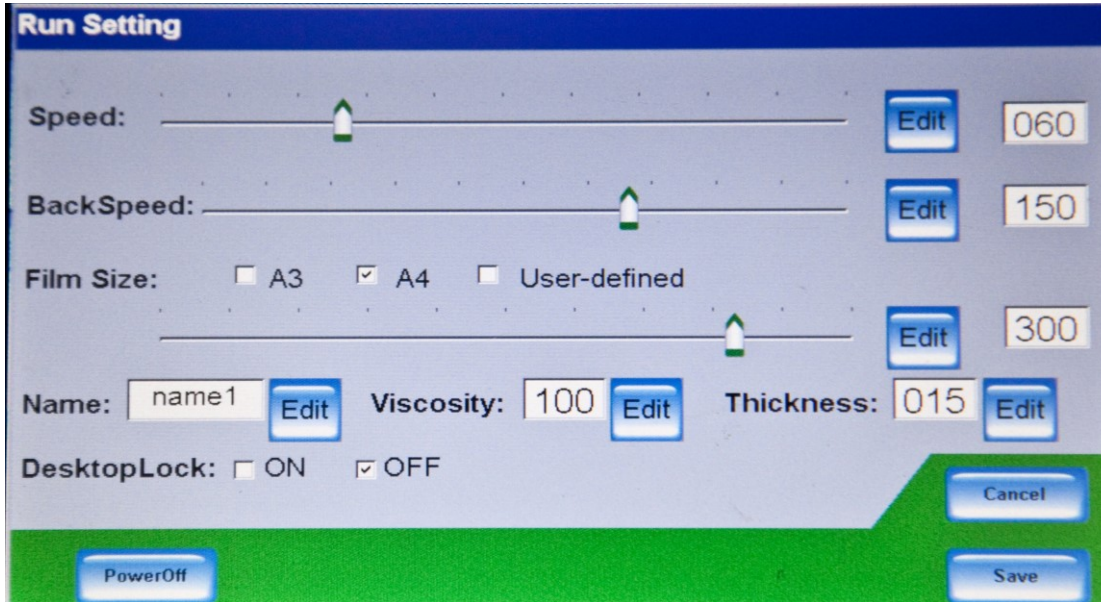 Run Setting
Speed: Edit 060
BackSpeed: Edit 150
Film Size: A3 A4 User-defined
Edit 300
Name: name1 Edit Viscosity: 100 Edit Thickness: 015 Edit
DesktopLock: ON OFF
Cancel
PowerOff Save